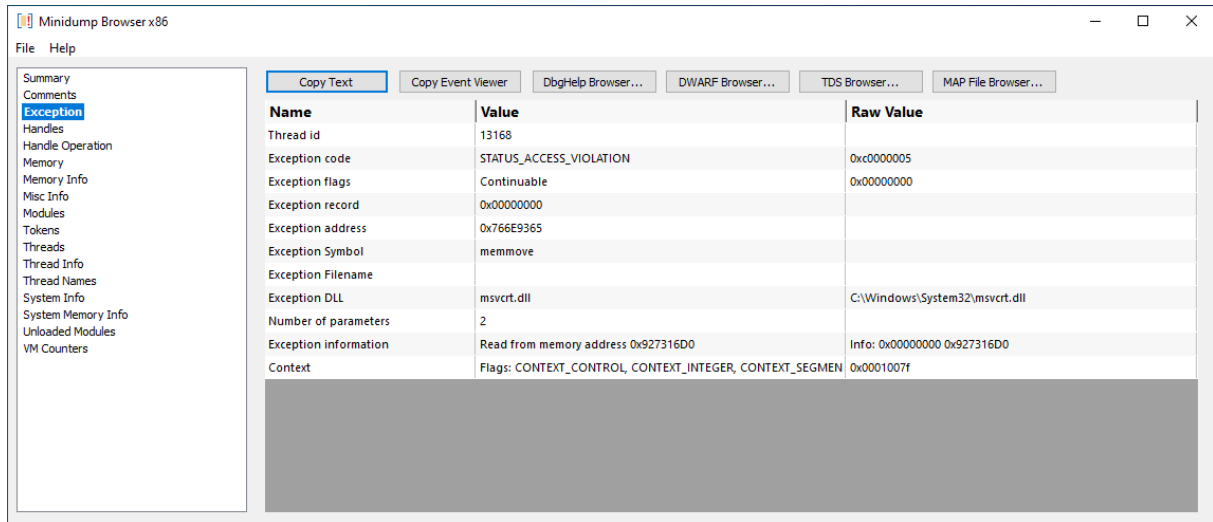 Minidump Browser x86
File Help
Summary
Comments
Exception
Handles
Handle Operation
Memory
Memory Info
Misc Info
Modules
Tokens
Threads
Thread Info
Thread Names
System Info
System Memory Info
Unloaded Modules
VM Counters
Copy Text Copy Event Viewer DbgHelp Browser... DWARF Browser... TDS Browser... MAP File Browser...
Name Value Raw Value
Thread id 13168
Exception code STATUS_ACCESS_VIOLATION 0xc0000005
Exception flags Continuable 0x00000000
Exception record 0x00000000
Exception address 0x766E9365
Exception Symbol memmove
Exception Filename
Exception DLL msvcrt.dll C:\Windows\System32\msvcrt.dll
Number of parameters 2
Exception information Read from memory address 0x927316D0 Info: 0x00000000 0x927316D0
Context Flags: CONTEXT_CONTROL, CONTEXT_INTEGER, CONTEXT_SEGMEN 0x0001007f